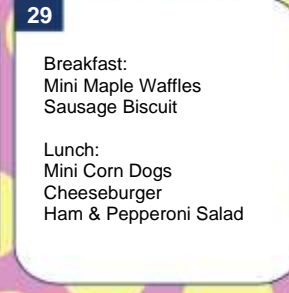 29
Breakfast:
Mini Maple Waffles
Sausage Biscuit
Lunch:
Mini Corn Dogs
Cheeseburger
Ham & Pepperoni Salad